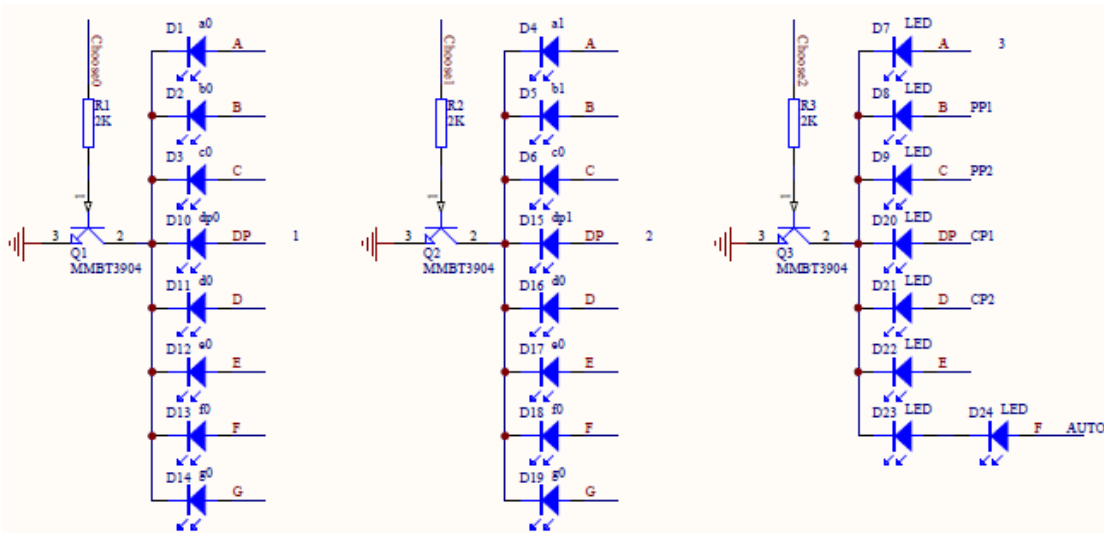 D1 a0
A
Choose0
R1
2K
D2 b0
B
D3 c0
C
1
D10 dp0
DP
1
3
2
Q1
MMBT3904
D11 d0
D
D12 e0
E
D13 f0
F
D14 g0
G
D4 a1
A
Choose1
R2
2K
D5 b1
B
D6 c0
C
1
D15 dp1
DP
2
3
2
Q2
MMBT3904
D16 d0
D
D17 e0
E
D18 f0
F
D19 g0
G
D7 LED
A
3
Choose2
R3
2K
D8 LED
B
PP1
D9 LED
C
PP2
1
D20 LED
DP
CP1
3
2
Q3
MMBT3904
D21 LED
D
CP2
D22 LED
E
D23 LED
D24 LED
F
AUTO